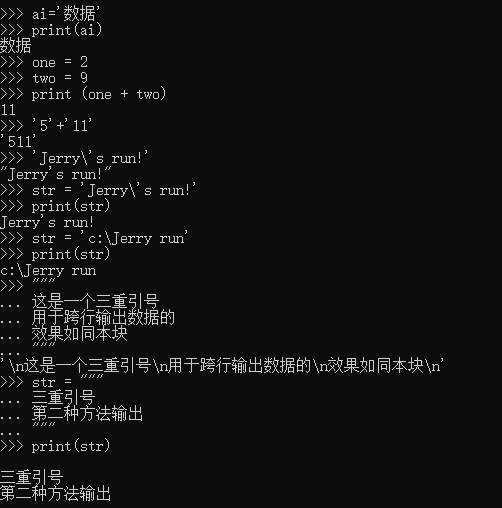 >>> ai='数据'
>>> print(ai)
数据
>>> one = 2
>>> two = 9
>>> print (one + two)
11
>>> '5'+'11'
'511'
>>> 'Jerry\'s run!'
"Jerry's run!"
>>> str = 'Jerry\'s run!'
>>> print(str)
Jerry's run!
>>> str = 'c:\Jerry run'
>>> print(str)
c:\Jerry run
>>> """
... 这是一个三重引号
... 用于跨行输出数据的
... 效果如同本块
... """
'\n这是一个三重引号\n用于跨行输出数据的\n效果如同本块\n'
>>> str = """
... 三重引号
... 第二种方法输出
... """
>>> print(str)
三重引号
第二种方法输出